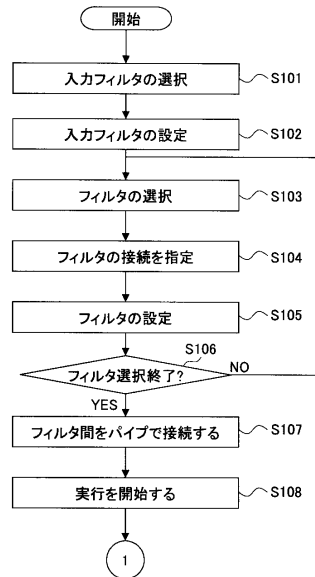 開始
入力フィルタの選択
S101
入力フィルタの設定
S102
フィルタの選択
S103
フィルタの接続を指定
S104
フィルタの設定
S105
S106
フィルタ選択終了?
NO
YES
フィルタ間をパイプで接続する
S107
実行を開始する
S108
1